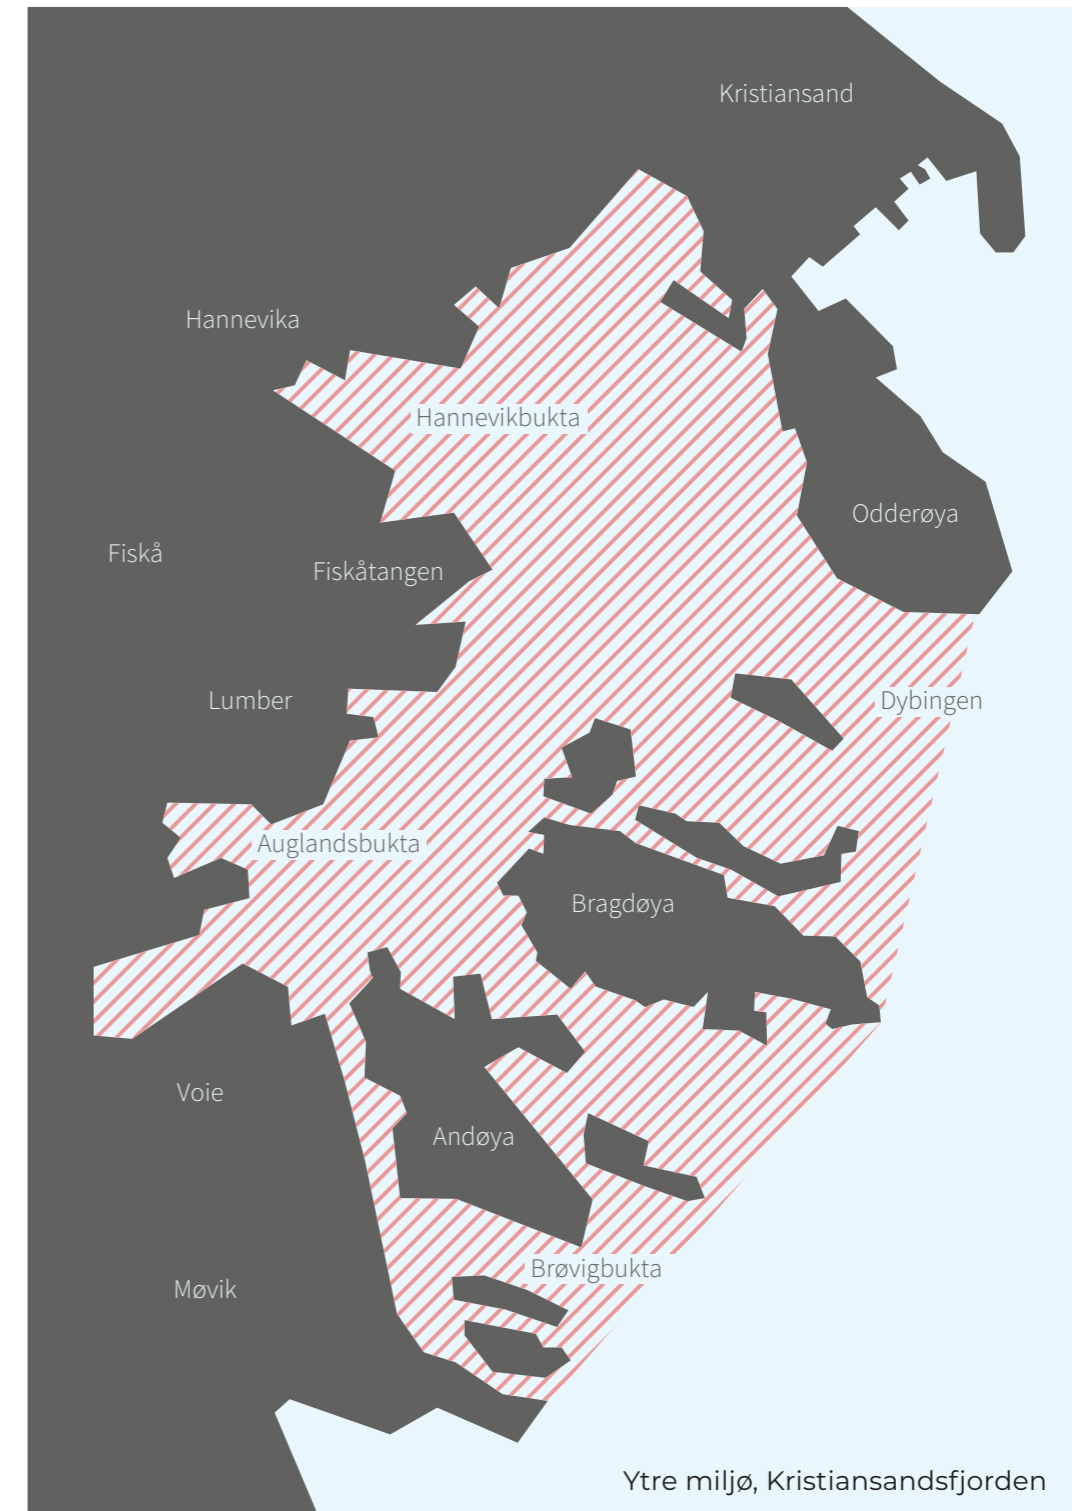 Kristiansand
Hannevika
Hannevikbukta
Odderøya
Fiskå
Fiskåtangen
Lumber
Dybingen
Auglandsbukta
Bragdøya
Voie
Andøya
Brøvigbukta
Møvik
Ytre miljø, Kristiansandsfjorden